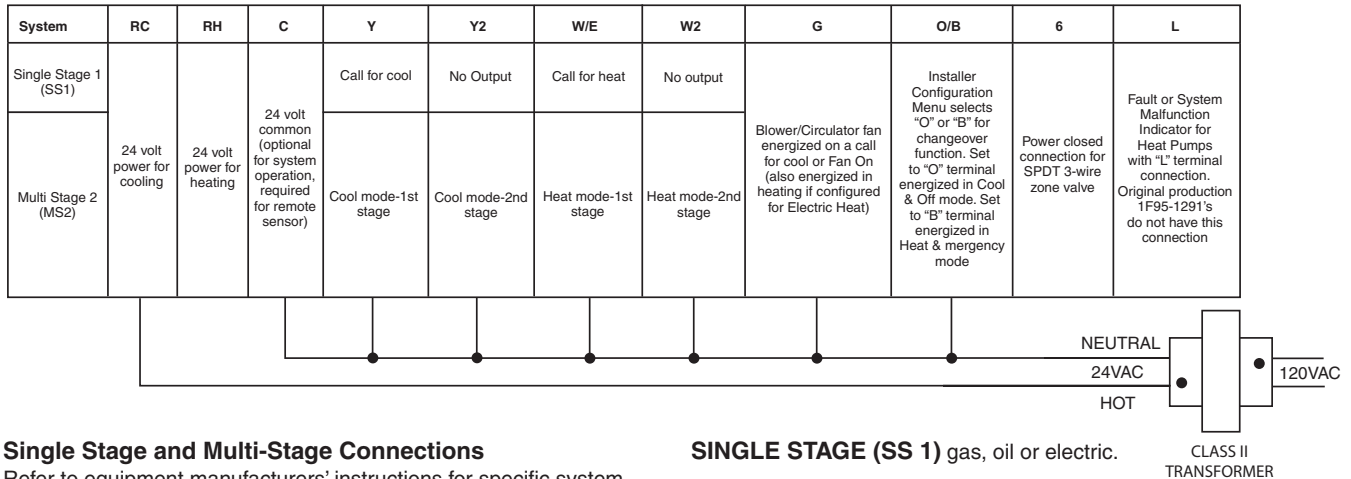 System
RC
RH
C
Y
Y2
W/E
W2
G
O/B
6
L
Single Stage 1
(SS1)
Multi Stage 2
(MS2)
24 volt
power for
cooling
24 volt
power for
heating
24 volt
common
(optional
for system
operation,
required
for remote
sensor)
Call for cool
Cool mode-1st
stage
No Output
Cool mode-2nd
stage
Call for heat
Heat mode-1st
stage
No output
Heat mode-2nd
stage
Blower/Circulator fan
energized on a call
for cool or Fan On
(also energized in
heating if configured
for Electric Heat)
Installer
Configuration
Menu selects
“O” or “B” for
changeover
function. Set
to “O” terminal
energized in Cool
& Off mode. Set
to “B” terminal
energized in
Heat & mergency
mode
Power closed
connection for
SPDT 3-wire
zone valve
Fault or System
Malfunction
Indicator for
Heat Pumps
with “L” terminal
connection.
Original production
1F95-1291’s
do not have this
connection
NEUTRAL
24VAC
HOT
120VAC
CLASS II
TRANSFORMER
Single Stage and Multi-Stage Connections
Refer to equipment manufacturers’ instructions for specific system
SINGLE STAGE (SS 1) gas, oil or electric.